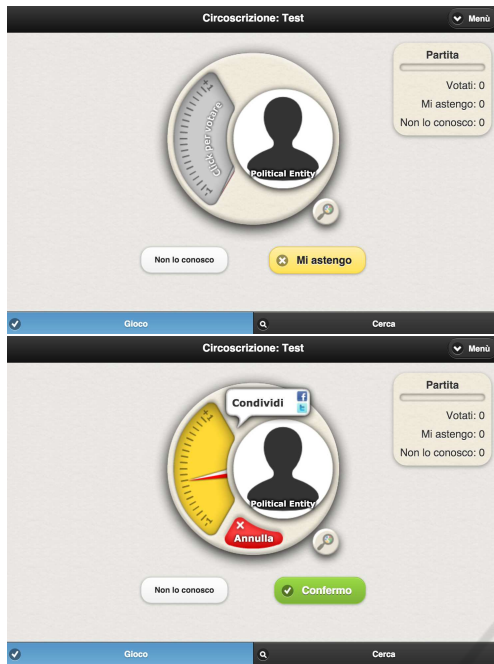 Circoscrizione: Test
Menù
Partita
Votati: 0
Mi astengo: 0
Non lo conosco: 0
+
Click per votare
-
Political Entity
Non lo conosco
Mi astengo
Gioco
Cerca
Circoscrizione: Test
Menù
Partita
Votati: 0
Mi astengo: 0
Non lo conosco: 0
Condividi
f
t
+
-
Political Entity
Annulla
Non lo conosco
Confermo
Gioco
Cerca